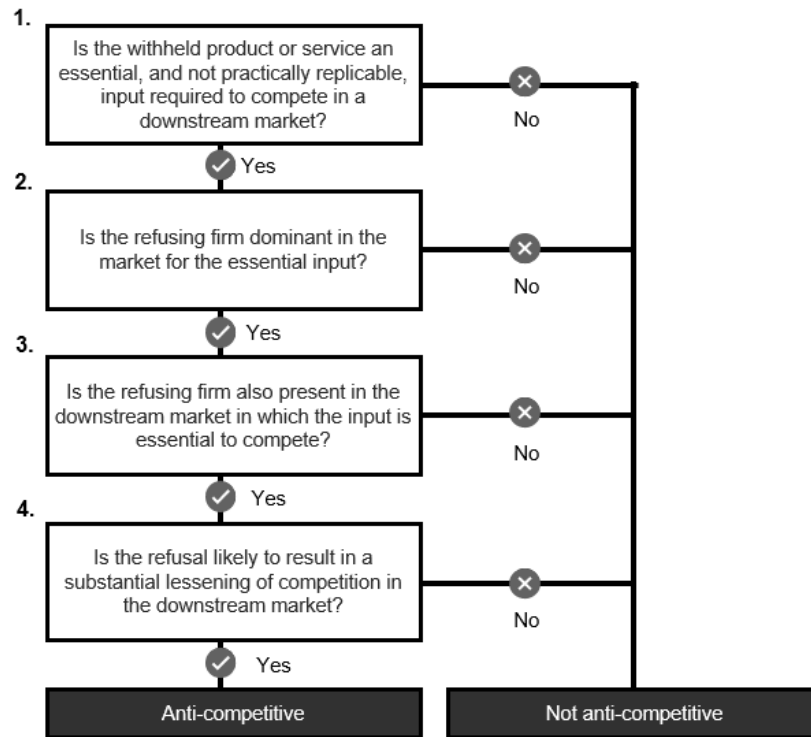 1.
Is the withheld product or service an
essential, and not practically replicable,
input required to compete in a
downstream market?
No
Yes
2.
Is the refusing firm dominant in the
market for the essential input?
No
Yes
3.
Is the refusing firm also present in the
downstream market in which the input is
essential to compete?
No
Yes
4.
Is the refusal likely to result in a
substantial lessening of competition in
the downstream market?
No
Yes
Anti-competitive
Not anti-competitive